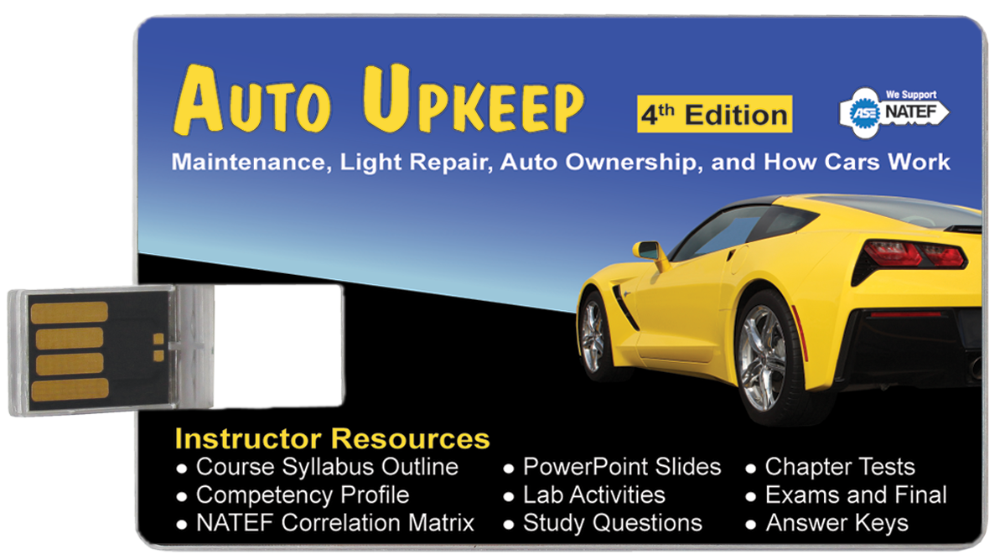 AUTO UPKEEP
4th Edition
We Support
ASE NATEF
Maintenance, Light Repair, Auto Ownership, and How Cars Work
Instructor Resources
• Course Syllabus Outline
• Competency Profile
• NATEF Correlation Matrix
• PowerPoint Slides
• Lab Activities
• Study Questions
• Chapter Tests
• Exams and Final
• Answer Keys